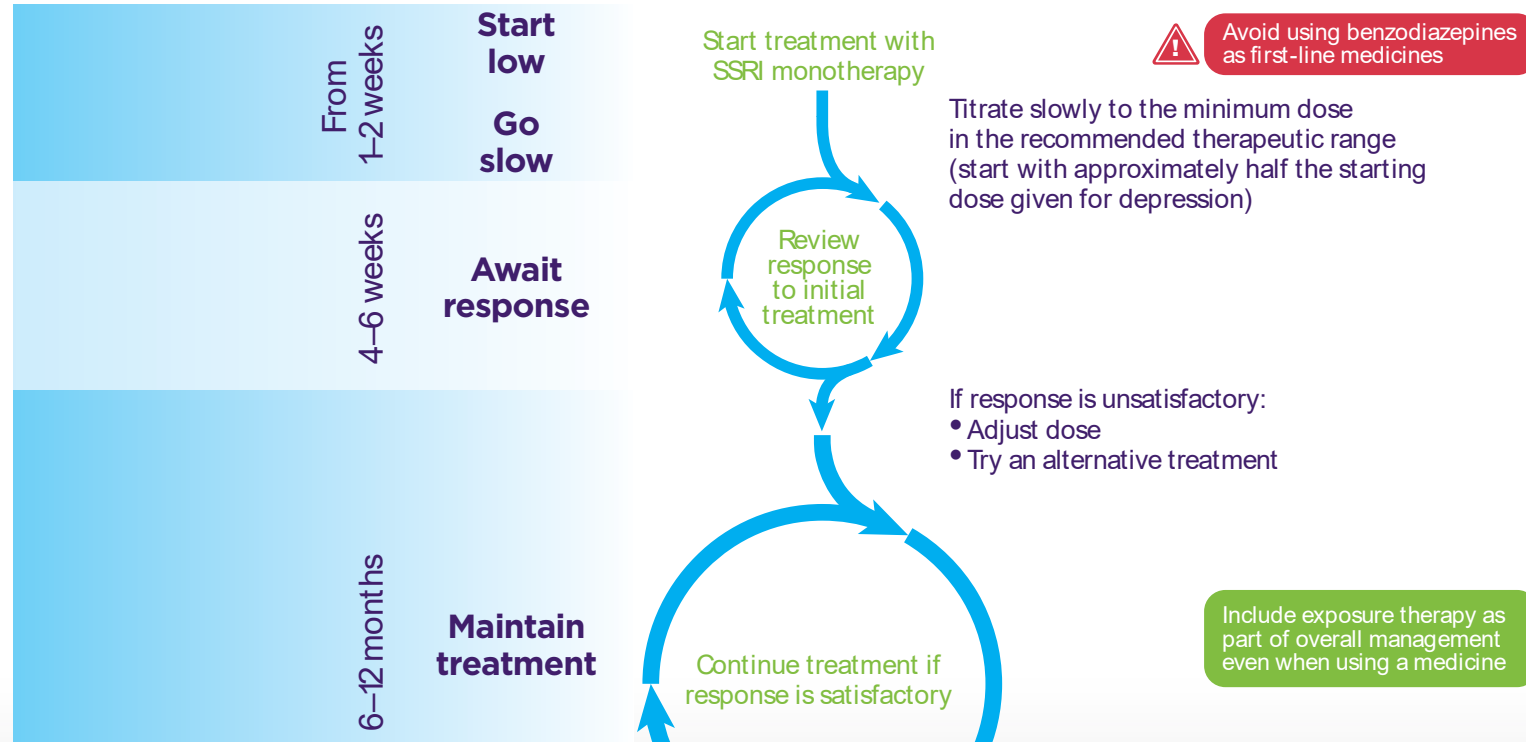 From
1–2 weeks
Start
low
Go
slow
Start treatment with
SSRI monotherapy
!
Avoid using benzodiazepines
as first-line medicines
Titrate slowly to the minimum dose
in the recommended therapeutic range
(start with approximately half the starting
dose given for depression)
4–6 weeks
Await
response
Review
response
to initial
treatment
If response is unsatisfactory:
• Adjust dose
• Try an alternative treatment
6–12 months
Maintain
treatment
Continue treatment if
response is satisfactory
Include exposure therapy as
part of overall management
even when using a medicine